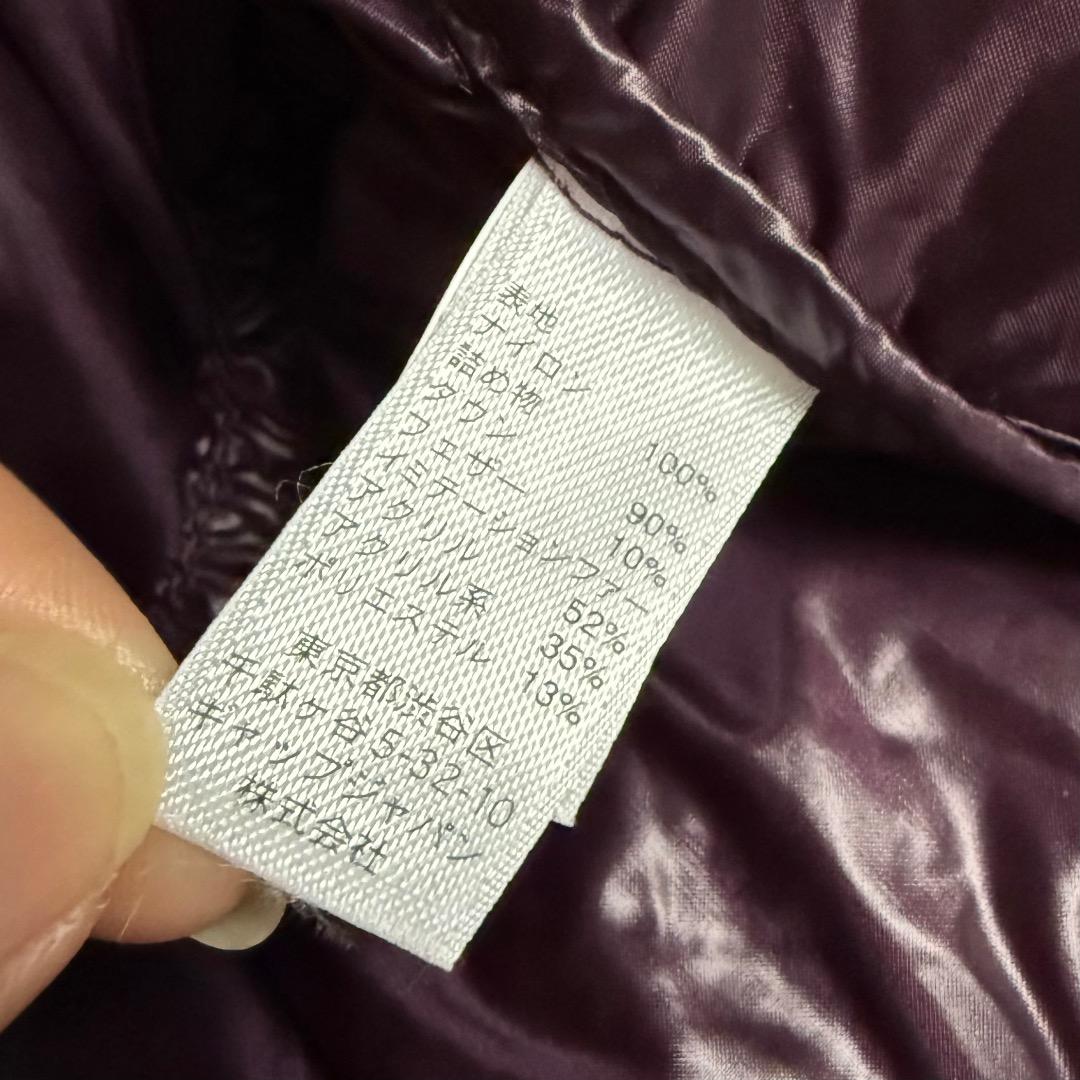 表地
ナイロン 100%
詰め物
ダウン 90%
フェザー 10%
イミテーションファー
アクリル 52%
アクリル系 35%
ポリエステル 13%
東京都渋谷区
千駄ケ谷5-32-10
ギャップジャパン
株式会社